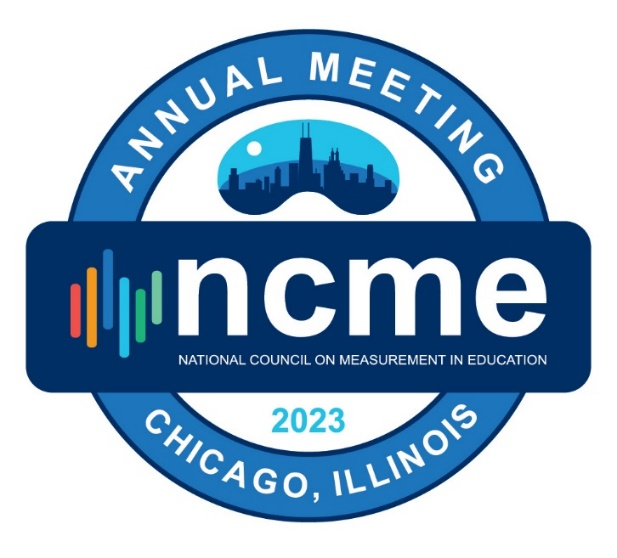 ANNUAL MEETING
ncme
NATIONAL COUNCIL ON MEASUREMENT IN EDUCATION
2023
CHICAGO, ILLINOIS